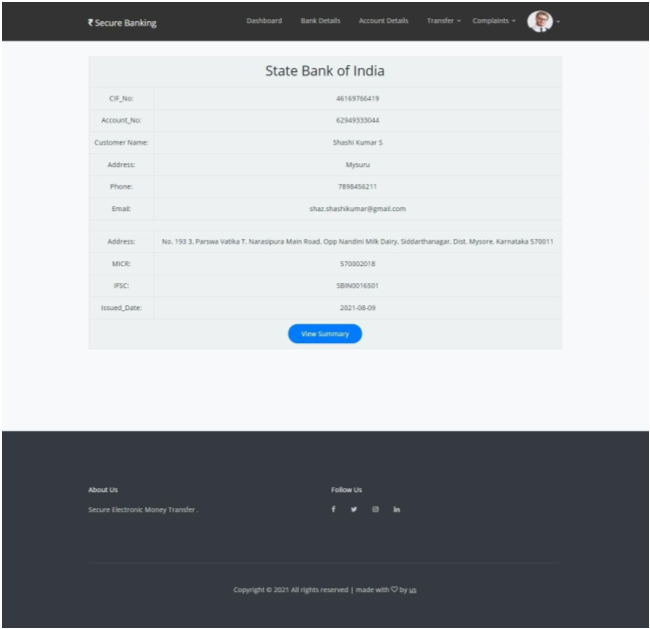 ₹ Secure Banking Dashboard Bank Details Account Details Transfer Complaints
State Bank of India
CIF_No: 46169766419
Account_No: 62949333044
Customer Name: Shashi Kumar S
Address: Mysuru
Phone: 7898456211
Email: shaz.shashikumar@gmail.com
Address: No. 193 3, Parswa Vatika T. Narasipura Main Road, Opp Nandini Milk Dairy, Siddarthanagar, Dist. Mysore, Karnataka 570011
MICR: 570002018
IFSC: SBIN0016501
Issued_Date: 2021-08-09
View Summary
About Us Follow Us
Secure Electronic Money Transfer .
Copyright © 2021 All rights reserved | made with ♡ by us